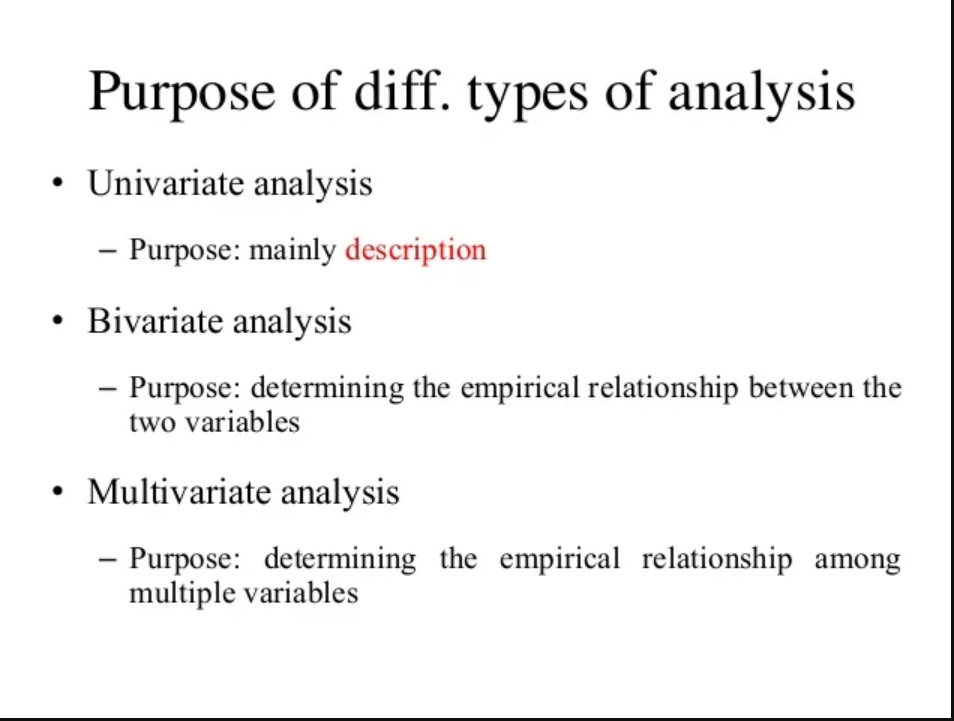 Purpose of diff. types of analysis
• Univariate analysis
– Purpose: mainly description
• Bivariate analysis
– Purpose: determining the empirical relationship between the
two variables
• Multivariate analysis
– Purpose: determining the empirical relationship among
multiple variables